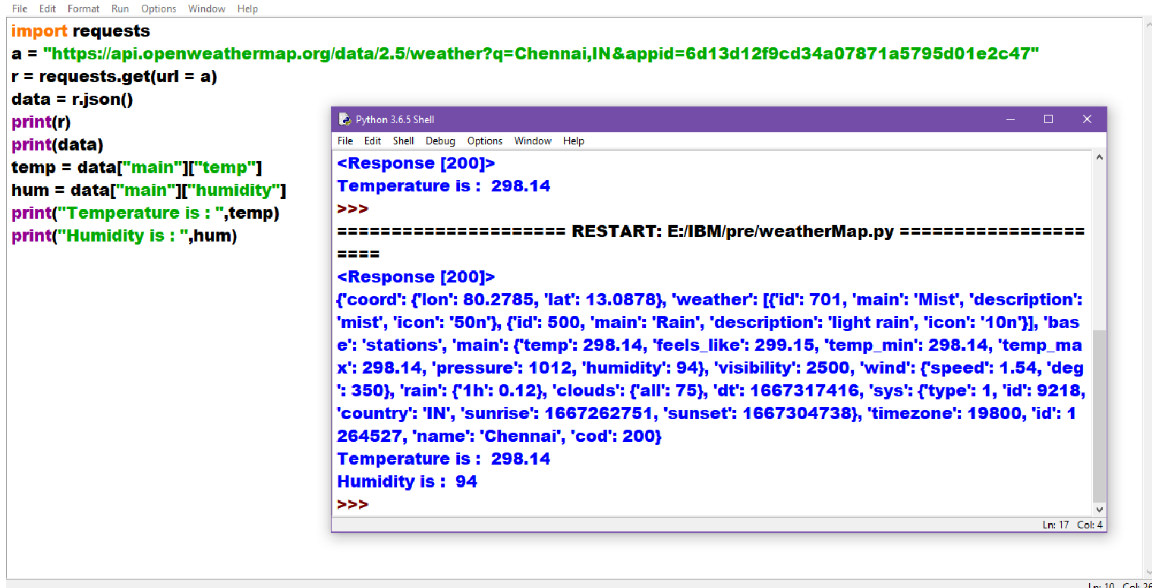 File Edit Format Run Options Window Help
import requests
a = "https://api.openweathermap.org/data/2.5/weather?q=Chennai,IN&appid=6d13d12f9cd34a07871a5795d01e2c47"
r = requests.get(url = a)
data = r.json()
print(r)
print(data)
temp = data["main"]["temp"]
hum = data["main"]["humidity"]
print("Temperature is : ",temp)
print("Humidity is : ",hum)
Python 3.6.5 Shell
File Edit Shell Debug Options Window Help
<Response [200]>
Temperature is :  298.14
>>>
===================== RESTART: E:/IBM/pre/weatherMap.py =================
====
<Response [200]>
{'coord': {'lon': 80.2785, 'lat': 13.0878}, 'weather': [{'id': 701, 'main': 'Mist', 'description':
'mist', 'icon': '50n'}, {'id': 500, 'main': 'Rain', 'description': 'light rain', 'icon': '10n'}], 'bas
e': 'stations', 'main': {'temp': 298.14, 'feels_like': 299.15, 'temp_min': 298.14, 'temp_ma
x': 298.14, 'pressure': 1012, 'humidity': 94}, 'visibility': 2500, 'wind': {'speed': 1.54, 'deg
': 350}, 'rain': {'1h': 0.12}, 'clouds': {'all': 75}, 'dt': 1667317416, 'sys': {'type': 1, 'id': 9218,
'country': 'IN', 'sunrise': 1667262751, 'sunset': 1667304738}, 'timezone': 19800, 'id': 1
264527, 'name': 'Chennai', 'cod': 200}
Temperature is :  298.14
Humidity is :  94
>>>
Ln: 17 Col: 4
Ln: 10 Col: 26